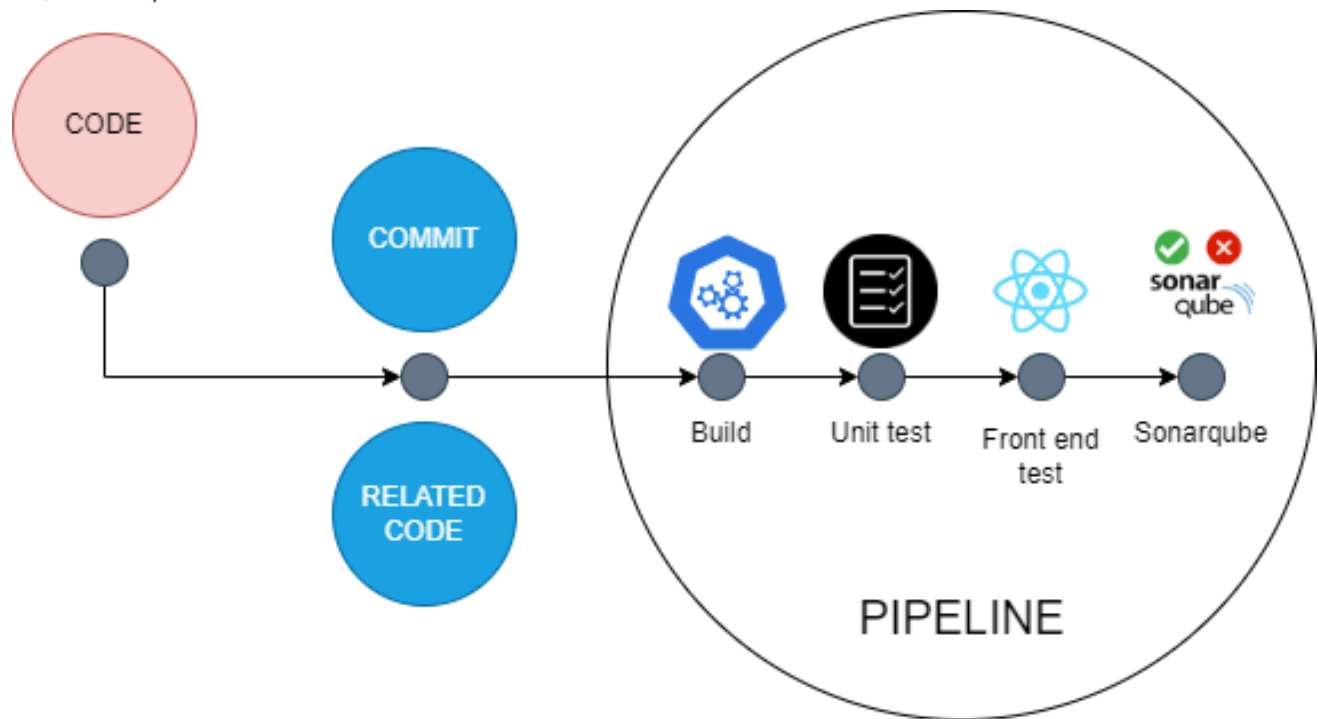 CODE
COMMIT
RELATED
CODE
sonar
qube
Build
Unit test
Front end
test
Sonarqube
PIPELINE